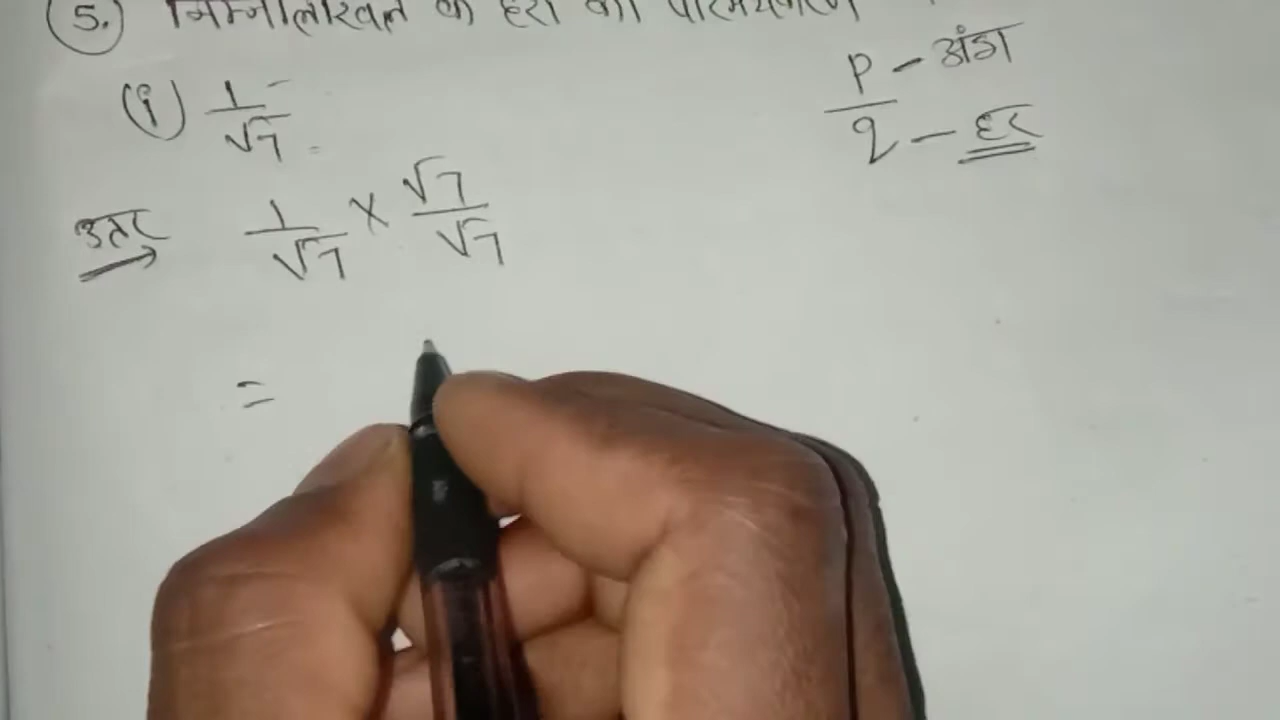 5. निम्नलिखित के हरों का परिमेयकरण
(i) 1/√7
P - अंश
q - हर
उत्तर 1/√7 × √7/√7
=